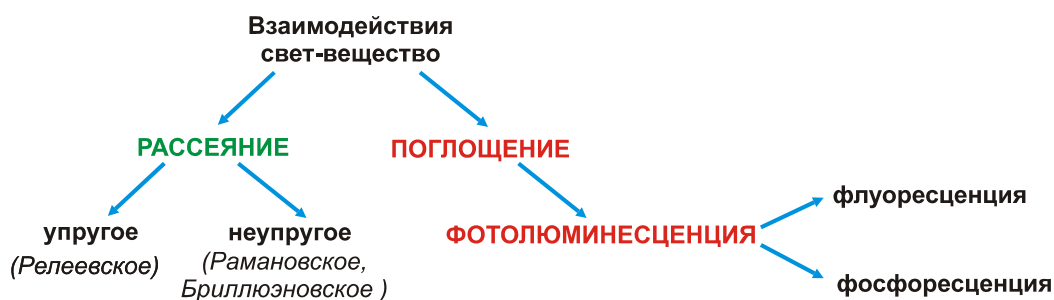 Взаимодействия
свет-вещество
РАССЕЯНИЕ
ПОГЛОЩЕНИЕ
упругое
(Релеевское)
неупругое
(Рамановское,
Бриллюэновское )
ФОТОЛЮМИНЕСЦЕНЦИЯ
флуоресценция
фосфоресценция